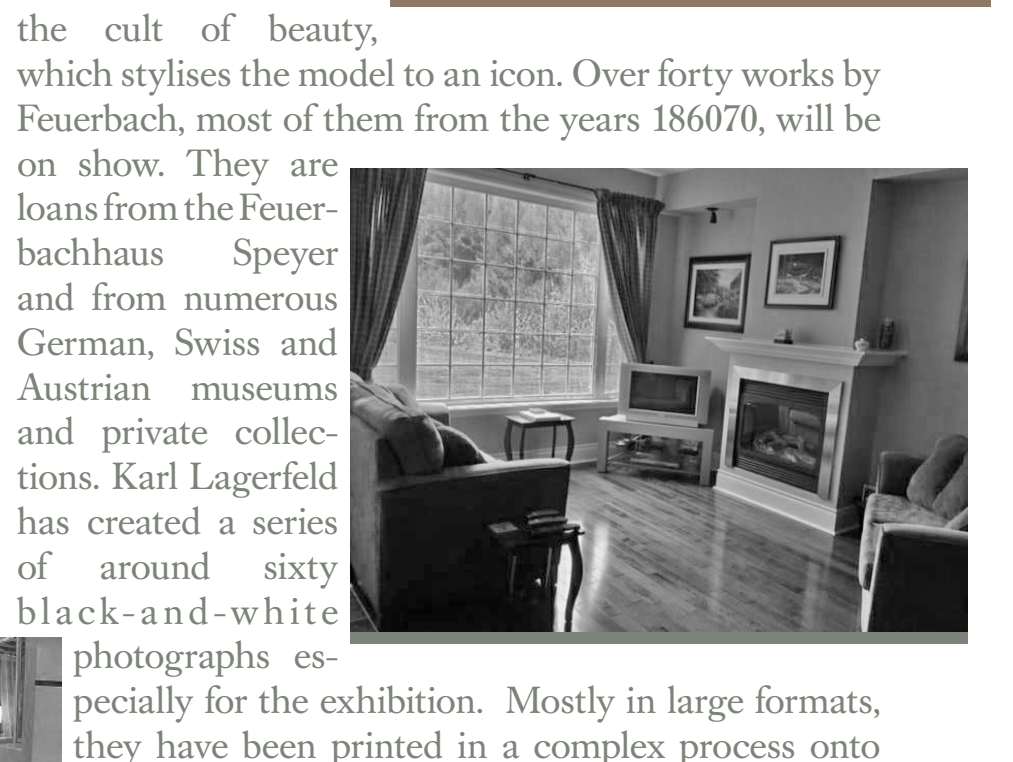 the cult of beauty,
which stylises the model to an icon. Over forty works by
Feuerbach, most of them from the years 186070, will be
on show. They are
loans from the Feuer-
bachhaus Speyer
and from numerous
German, Swiss and
Austrian museums
and private collec-
tions. Karl Lagerfeld
has created a series
of around sixty
black-and-white
photographs es-
pecially for the exhibition. Mostly in large formats,
they have been printed in a complex process onto